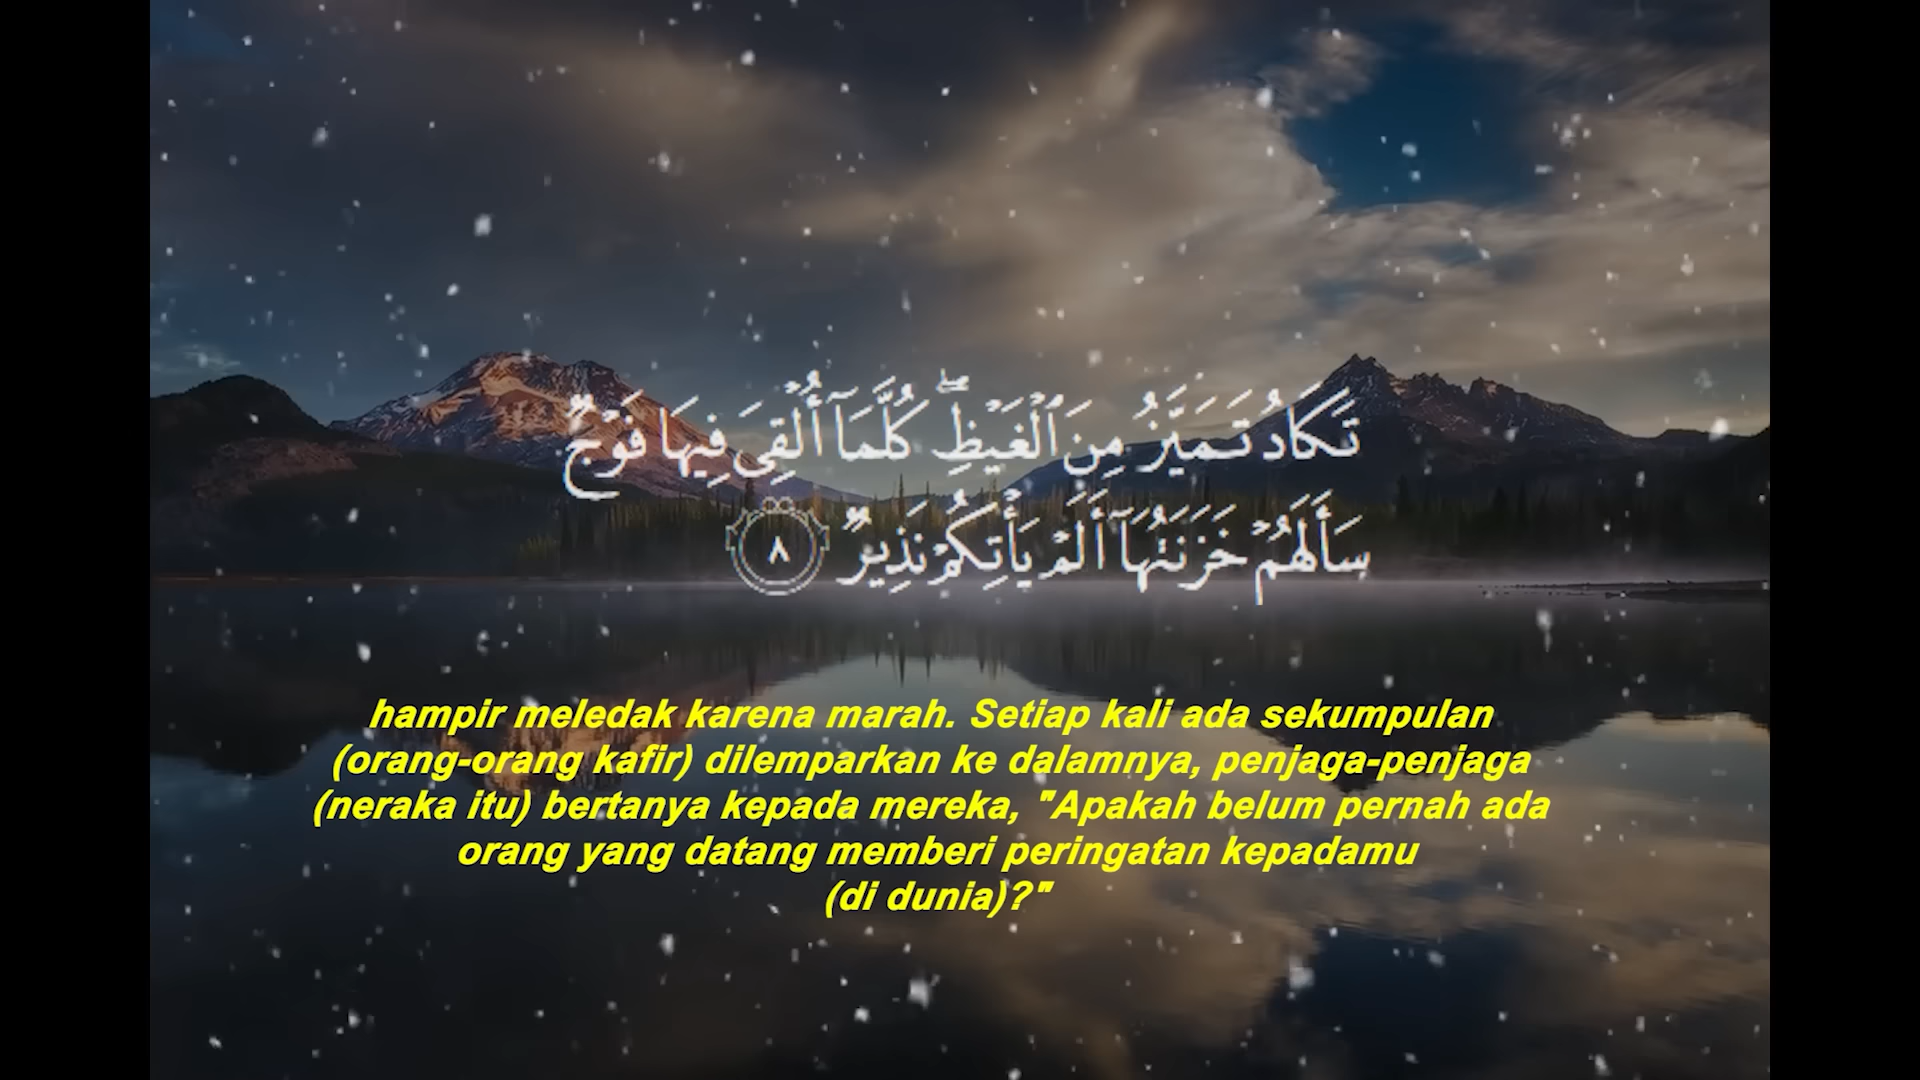 تَكَادُ تَمَيَّزُ مِنَ ٱلْغَيْظِ ۖ كُلَّمَآ أُلْقِىَ فِيهَا فَوْجٌ
سَأَلَهُمْ خَزَنَتُهَآ أَلَمْ يَأْتِكُمْ نَذِيرٌ ٨
hampir meledak karena marah. Setiap kali ada sekumpulan
(orang-orang kafir) dilemparkan ke dalamnya, penjaga-penjaga
(neraka itu) bertanya kepada mereka, "Apakah belum pernah ada
orang yang datang memberi peringatan kepadamu
(di dunia)?"